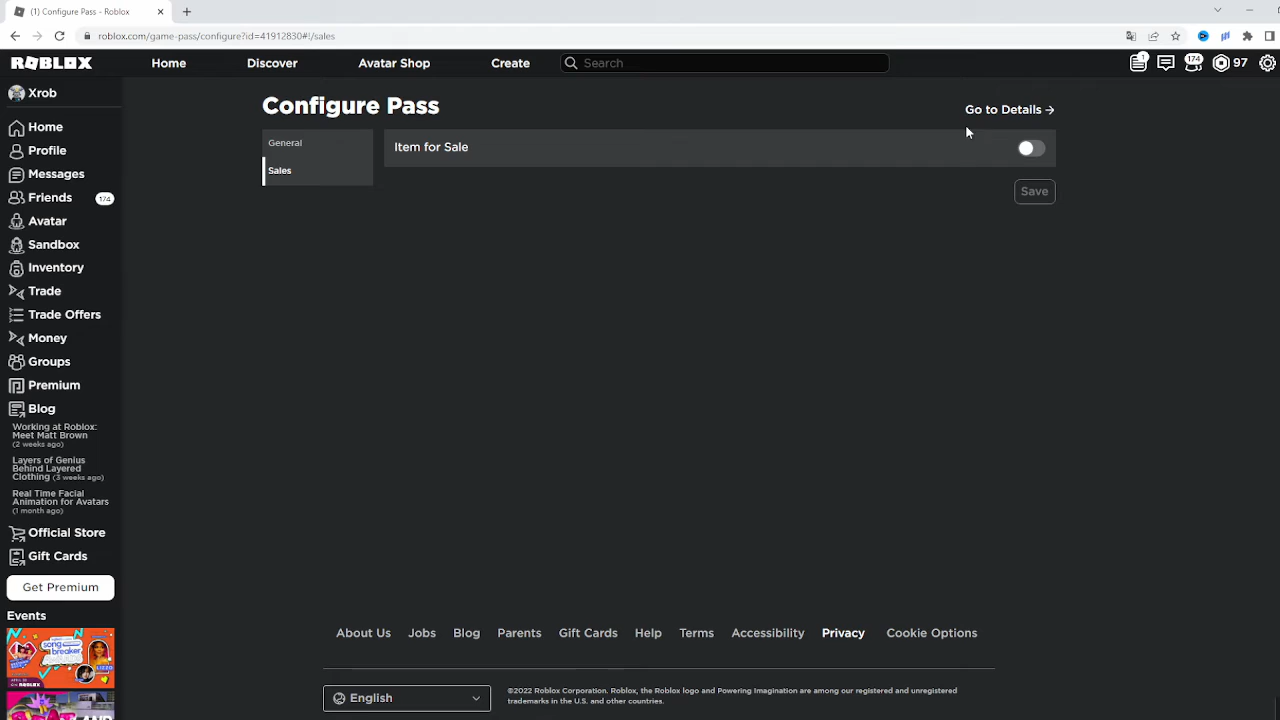 (1) Configure Pass - Roblox
roblox.com/game-pass/configure?id=41912830#!/sales
ROBLOX
Home
Discover
Avatar Shop
Create
Search
1
174
97
Xrob
Home
Profile
Messages
Friends
174
Avatar
Sandbox
Inventory
Trade
Trade Offers
Money
Groups
Premium
Blog
Working at Roblox:
Meet Matt Brown
(2 weeks ago)
Layers of Genius
Behind Layered
Clothing (3 weeks ago)
Real Time Facial
Animation for Avatars
(1 month ago)
Official Store
Gift Cards
Get Premium
Events
song
breaker
Configure Pass
Go to Details
General
Sales
Item for Sale
Save
About Us
Jobs
Blog
Parents
Gift Cards
Help
Terms
Accessibility
Privacy
Cookie Options
English
©2022 Roblox Corporation. Roblox, the Roblox logo and Powering Imagination are among our registered and unregistered
trademarks in the U.S. and other countries.